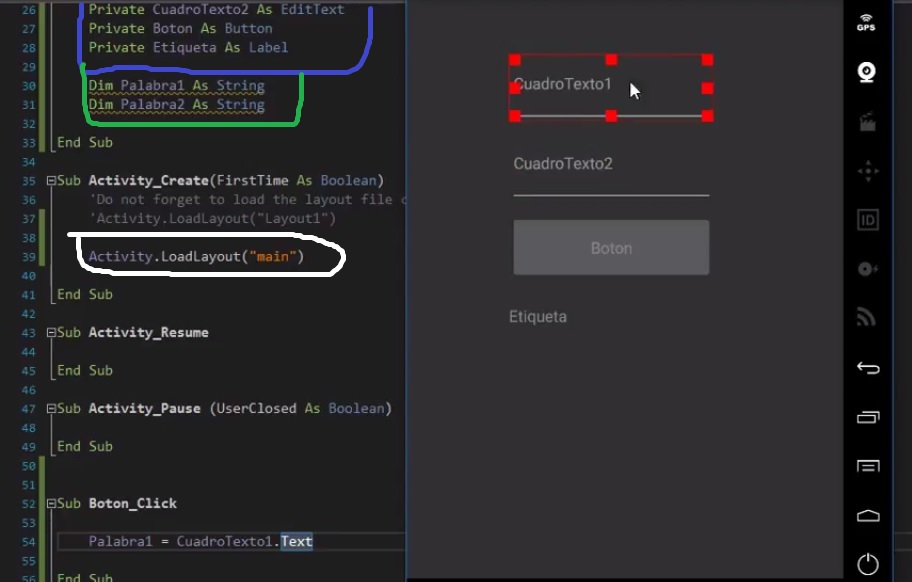 26 Private CuadroTexto2 As EditText
27 Private Boton As Button
28 Private Etiqueta As Label
29
30 Dim Palabra1 As String
31 Dim Palabra2 As String
32
33 End Sub
34
35 Sub Activity_Create(FirstTime As Boolean)
36 'Do not forget to load the layout file
37 'Activity.LoadLayout("Layout1")
38
39 Activity.LoadLayout("main")
40
41 End Sub
42
43 Sub Activity_Resume
44
45 End Sub
46
47 Sub Activity_Pause (UserClosed As Boolean)
48
49 End Sub
50
51
52 Sub Boton_Click
53
54 Palabra1 = CuadroTexto1.Text
55
56 End Sub
CuadroTexto1
CuadroTexto2
Boton
Etiqueta
GPS
ID